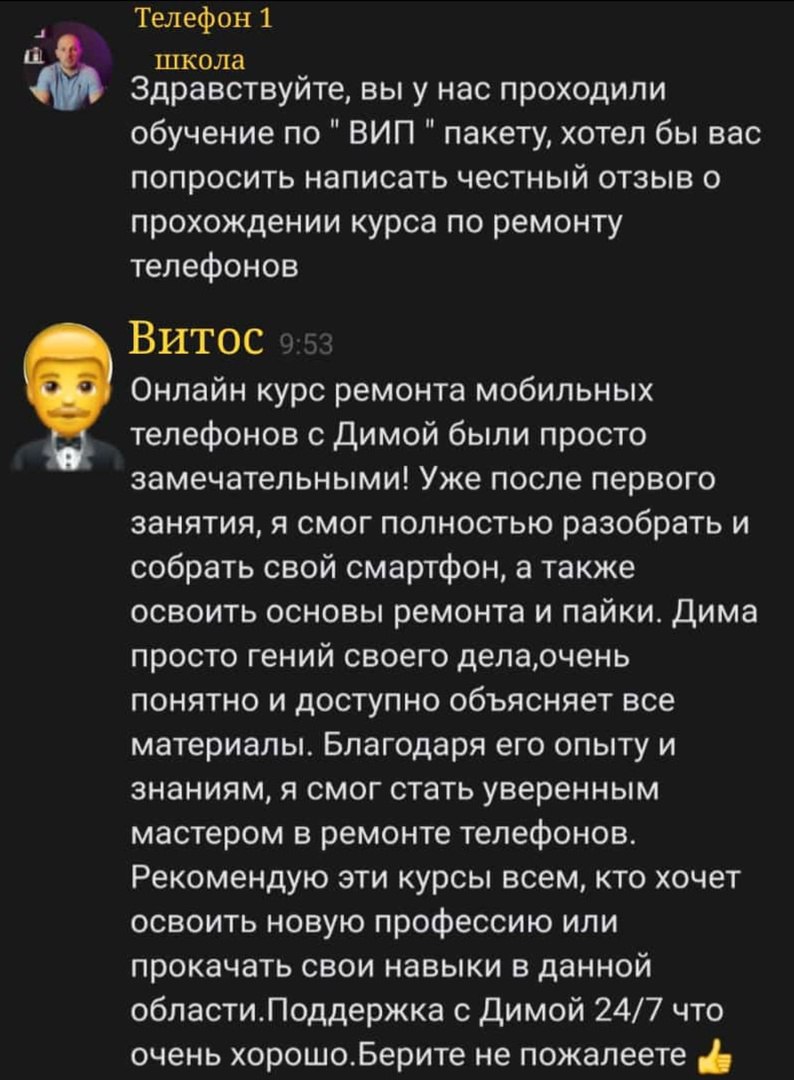 Телефон 1
школа
Здравствуйте, вы у нас проходили
обучение по " ВИП " пакету, хотел бы вас
попросить написать честный отзыв о
прохождении курса по ремонту
телефонов
Витос 9:53
Онлайн курс ремонта мобильных
телефонов с Димой были просто
замечательными! Уже после первого
занятия, я смог полностью разобрать и
собрать свой смартфон, а также
освоить основы ремонта и пайки. Дима
просто гений своего дела,очень
понятно и доступно объясняет все
материалы. Благодаря его опыту и
знаниям, я смог стать уверенным
мастером в ремонте телефонов.
Рекомендую эти курсы всем, кто хочет
освоить новую профессию или
прокачать свои навыки в данной
области.Поддержка с Димой 24/7 что
очень хорошо.Берите не пожалеете 👍